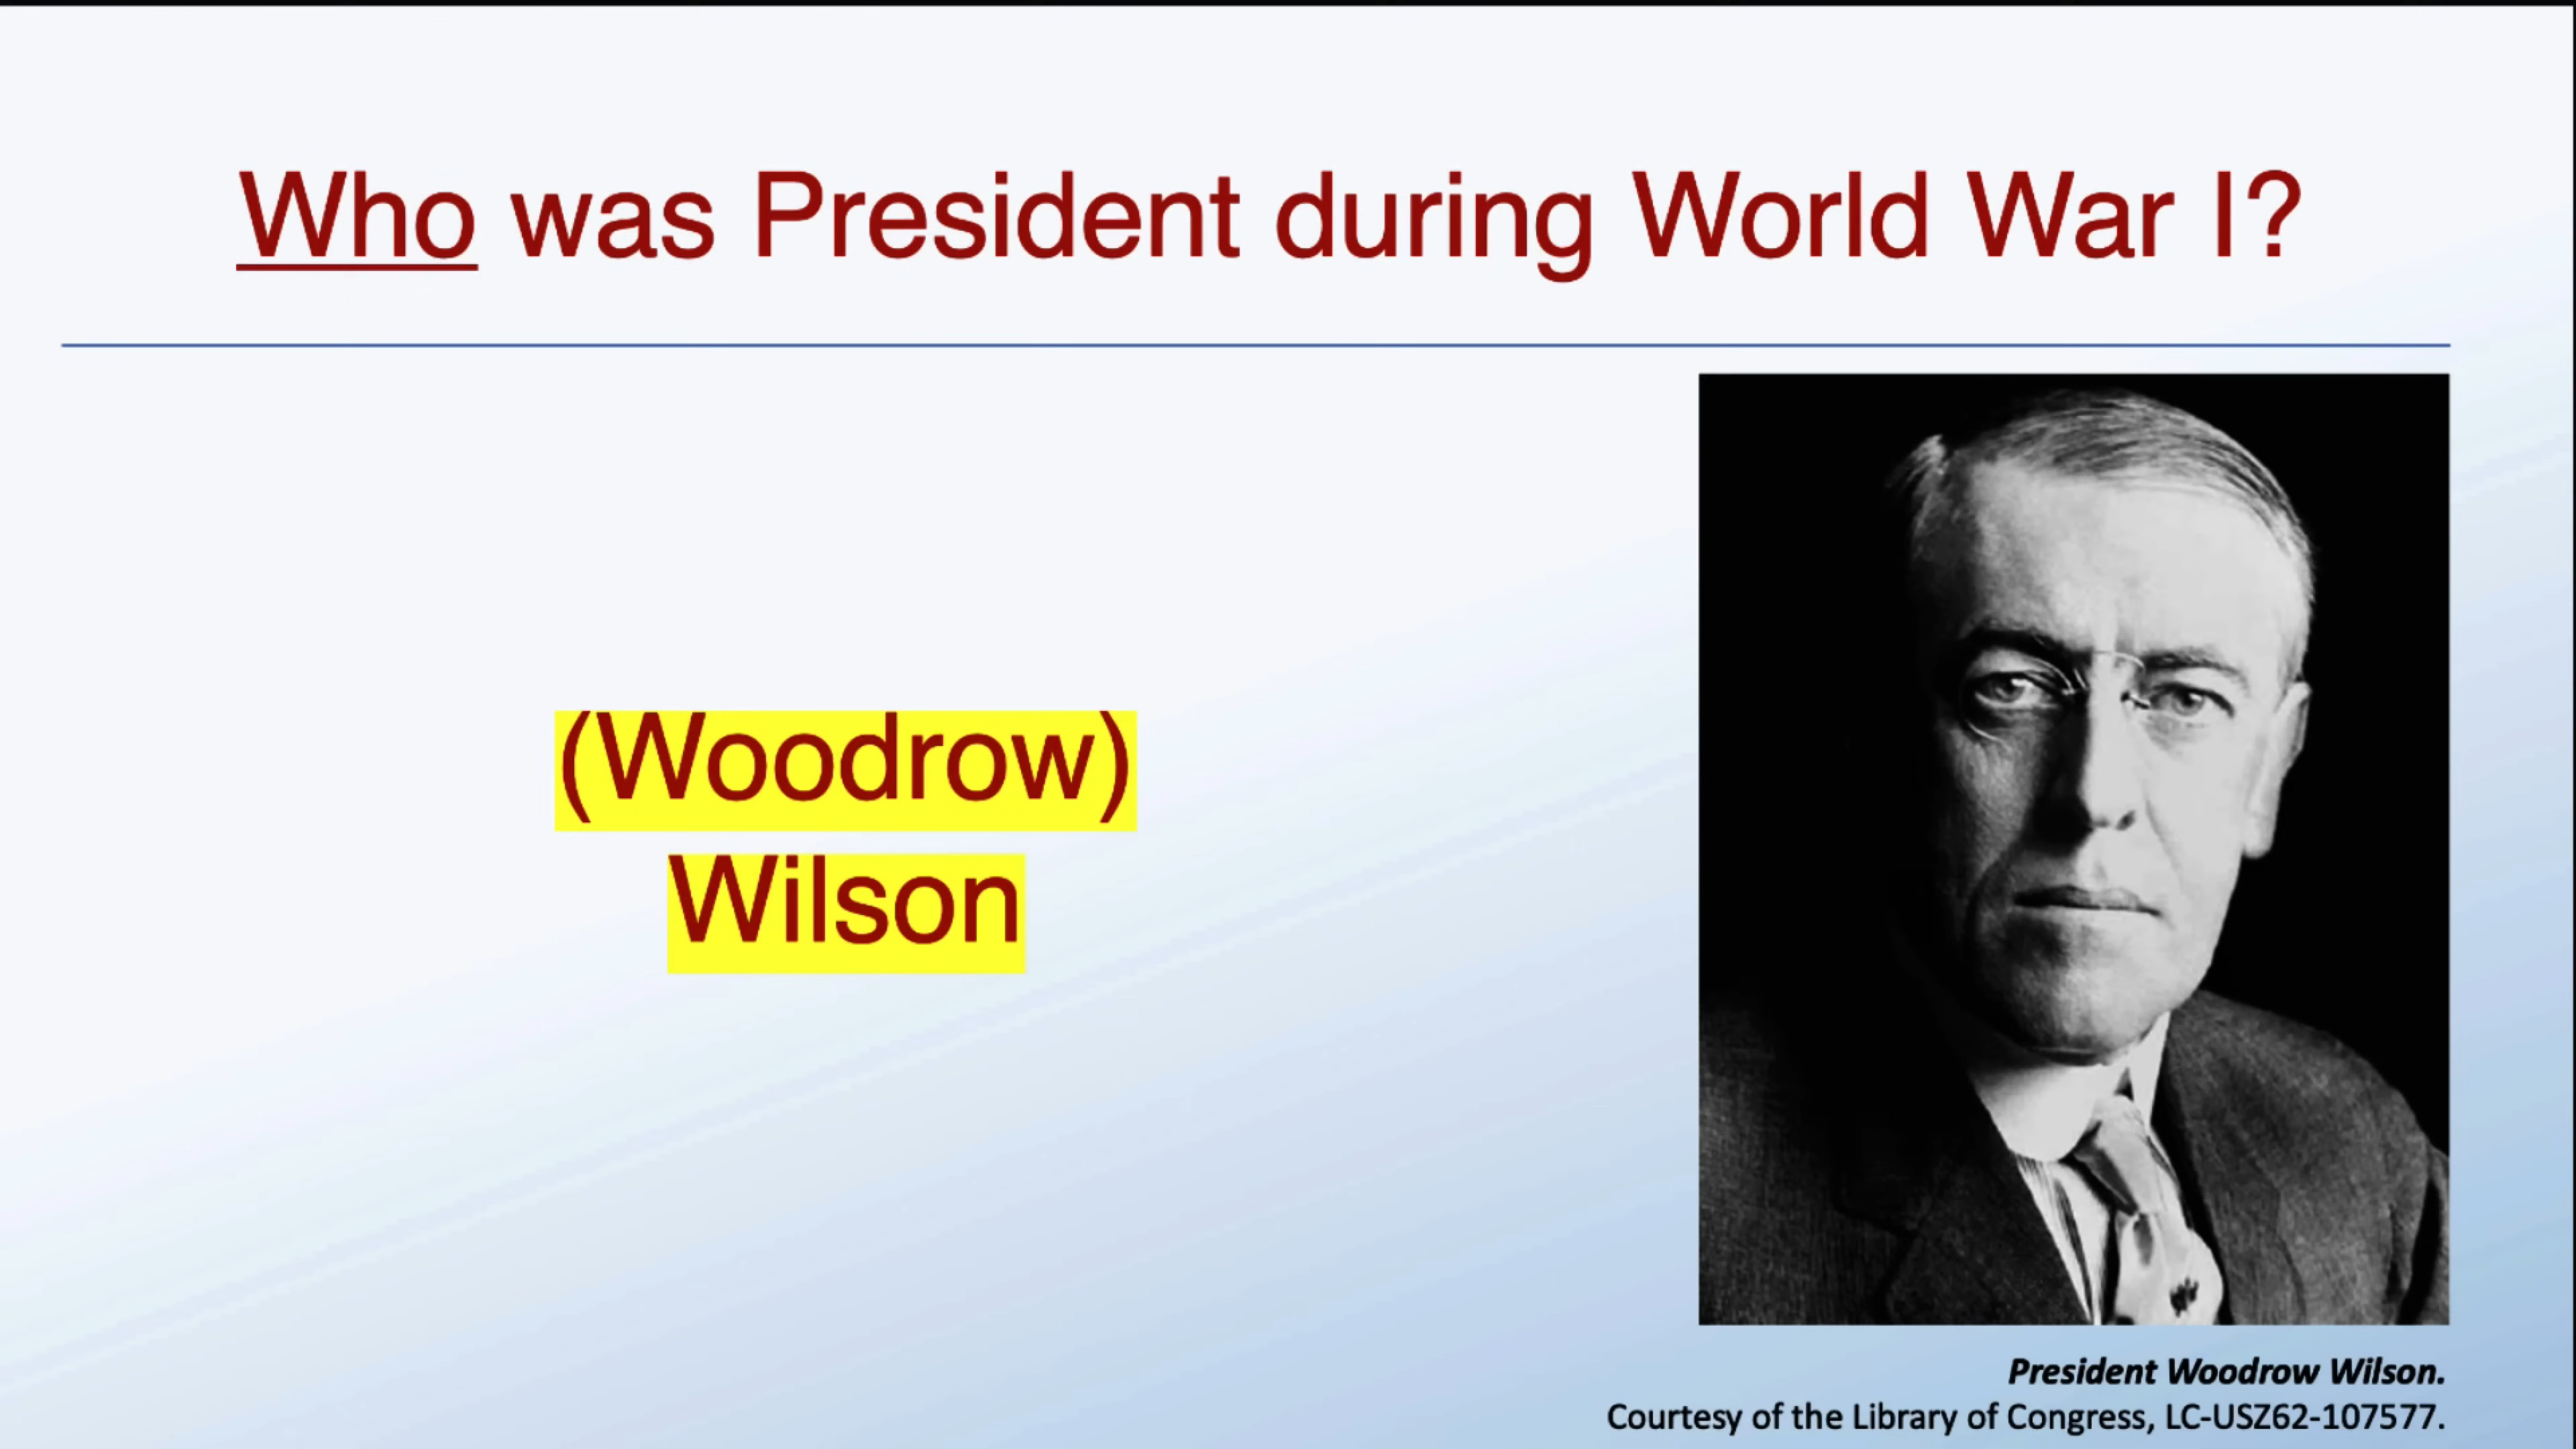 Who was President during World War I?
(Woodrow)
Wilson
President Woodrow Wilson.
Courtesy of the Library of Congress, LC-USZ62-107577.